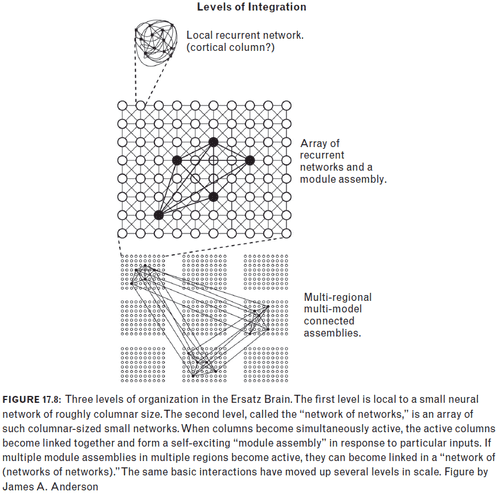 Levels of Integration
Local recurrent network.
(cortical column?)
Array of
recurrent
networks and a
module assembly.
Multi-regional
multi-model
connected
assemblies.
FIGURE 17.8: Three levels of organization in the Ersatz Brain. The first level is local to a small neural
network of roughly columnar size. The second level, called the “network of networks,” is an array of
such columnar-sized small networks. When columns become simultaneously active, the active columns
become linked together and form a self-exciting “module assembly” in response to particular inputs. If
multiple module assemblies in multiple regions become active, they can become linked in a “network of
(networks of networks).” The same basic interactions have moved up several levels in scale. Figure by
James A. Anderson